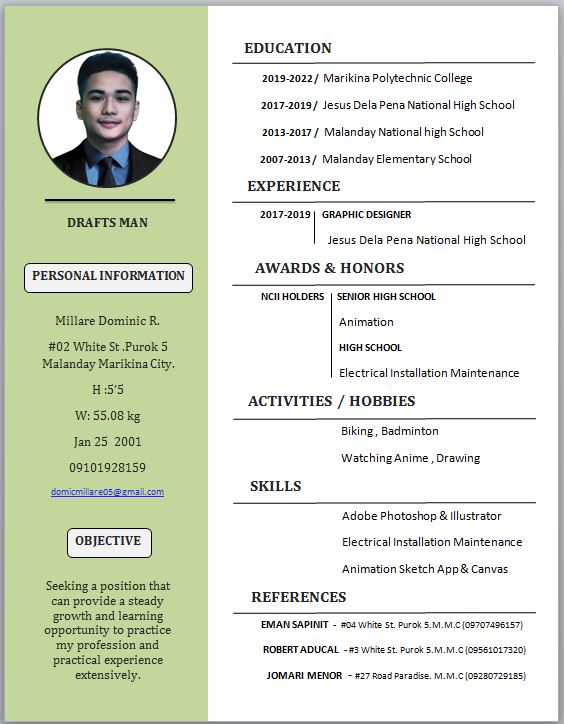 DRAFTS MAN
PERSONAL INFORMATION
Millare Dominic R.
#02 White St .Purok 5
Malanday Marikina City.
H :5'5
W: 55.08 kg
Jan 25 2001
09101928159
domicmillare05@gmail.com
OBJECTIVE
Seeking a position that
can provide a steady
growth and learning
opportunity to practice
my profession and
practical experience
extensively.
EDUCATION
2019-2022 / Marikina Polytechnic College
2017-2019 / Jesus Dela Pena National High School
2013-2017 / Malanday National high School
2007-2013 / Malanday Elementary School
EXPERIENCE
2017-2019 GRAPHIC DESIGNER
Jesus Dela Pena National High School
AWARDS & HONORS
NCII HOLDERS SENIOR HIGH SCHOOL
Animation
HIGH SCHOOL
Electrical Installation Maintenance
ACTIVITIES / HOBBIES
Biking , Badminton
Watching Anime , Drawing
SKILLS
Adobe Photoshop & Illustrator
Electrical Installation Maintenance
Animation Sketch App & Canvas
REFERENCES
EMAN SAPINIT - #04 White St. Purok 5.M.M.C (09707496157)
ROBERT ADUCAL - #3 White St. Purok 5.M.M.C (09561017320)
JOMARI MENOR - #27 Road Paradise. M.M.C (09280729185)